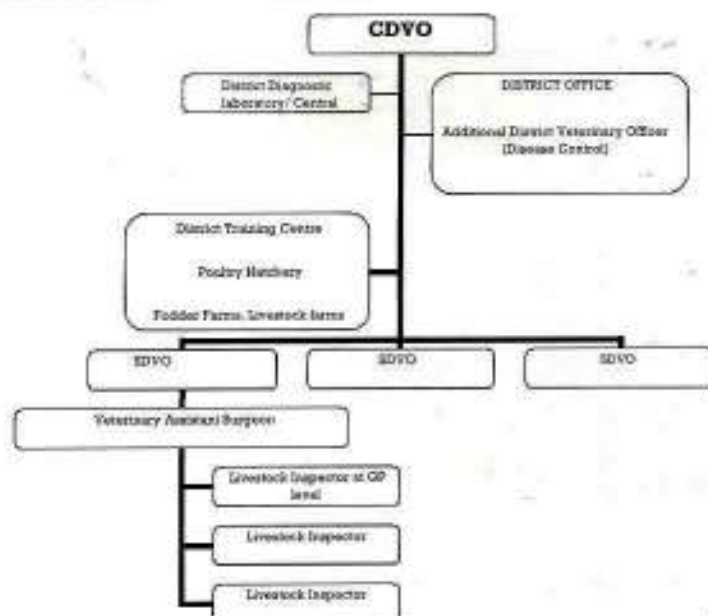 CDVO
District Diagnostic
laboratory/ Central
DISTRICT OFFICE
Additional District Veterinary Officer
(Disease Control)
District Training Centre
Poultry Hatchery
Fodder Farms, Livestock farms
SDVO
SDVO
SDVO
Veterinary Assistant Surgeon
Livestock Inspector at GP
level
Livestock Inspector
Livestock Inspector